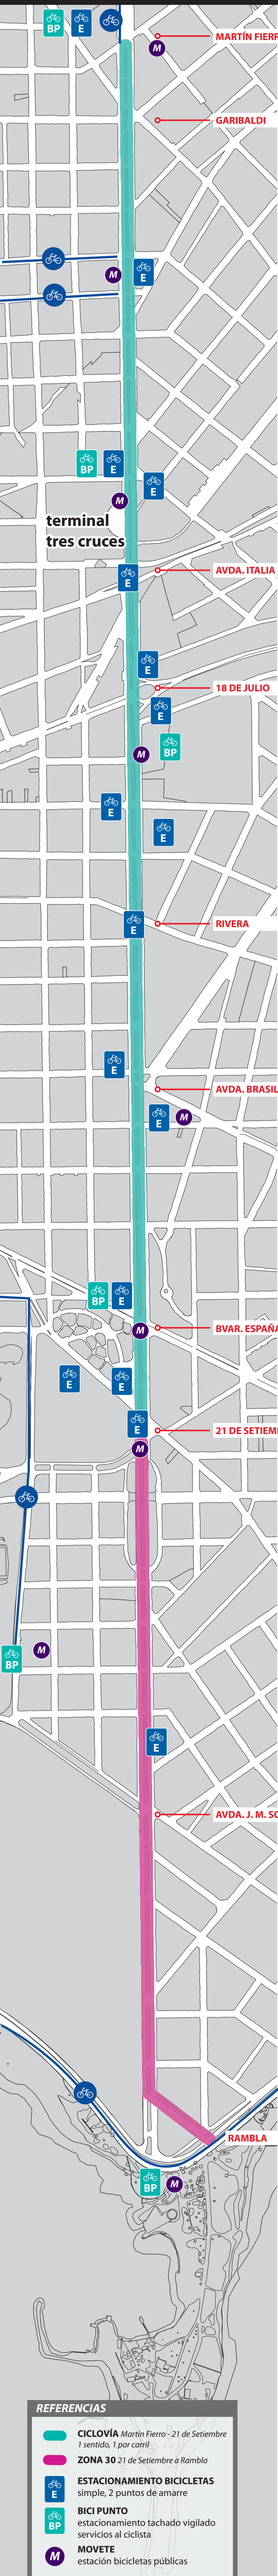 BP
E
M
MARTÍN FIERR
GARIBALDI
M
E
BP
E
E
M
terminal
tres cruces
E
AVDA. ITALIA
E
18 DE JULIO
E
BP
M
E
E
E
RIVERA
E
AVDA. BRASIL
E
M
BP
E
M
BVAR. ESPAÑA
E
E
E
21 DE SETIEM
M
M
BP
E
AVDA. J. M. SO
RAMBLA
BP
M
REFERENCIAS
CICLOVÍA Martín Fierro - 21 de Setiembre
1 sentido, 1 por carril
ZONA 30 21 de Setiembre a Rambla
E
ESTACIONAMIENTO BICICLETAS
simple, 2 puntos de amarre
BP
BICI PUNTO
estacionamiento tachado vigilado
servicios al ciclista
M
MOVETE
estación bicicletas públicas